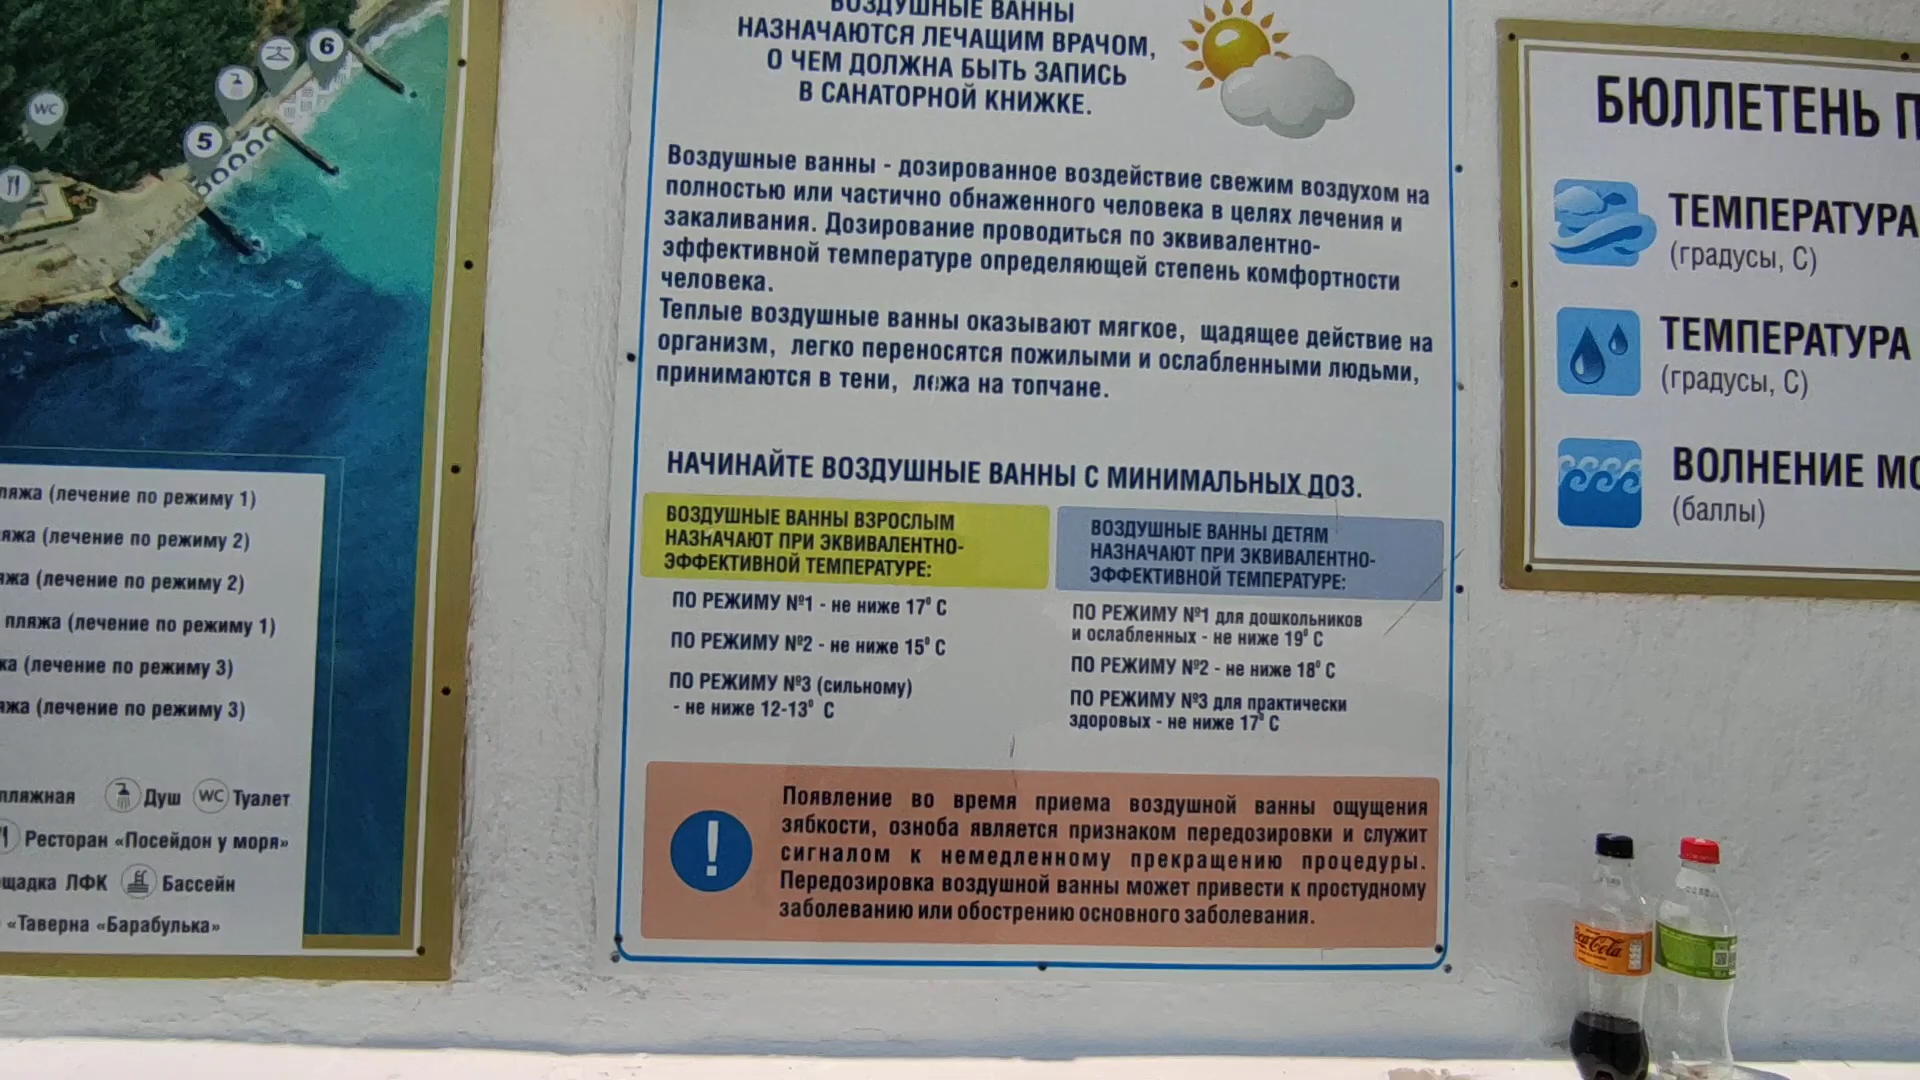 6
WC
5
пляжа (лечение по режиму 1)
(лечение по режиму 2)
(лечение по режиму 2)
пляжа (лечение по режиму 1)
(лечение по режиму 3)
(лечение по режиму 3)
Душ WC Туалет
Ресторан «Посейдон у моря»
ЛФК Бассейн
«Таверна «Барабулька»
ВОЗДУШНЫЕ ВАННЫ
НАЗНАЧАЮТСЯ ЛЕЧАЩИМ ВРАЧОМ,
О ЧЕМ ДОЛЖНА БЫТЬ ЗАПИСЬ
В САНАТОРНОЙ КНИЖКЕ.
Воздушные ванны - дозированное воздействие свежим воздухом на
полностью или частично обнаженного человека в целях лечения и
закаливания. Дозирование проводиться по эквивалентно-
эффективной температуре определяющей степень комфортности
человека.
Теплые воздушные ванны оказывают мягкое, щадящее действие на
организм, легко переносятся пожилыми и ослабленными людьми,
принимаются в тени, лежа на топчане.
НАЧИНАЙТЕ ВОЗДУШНЫЕ ВАННЫ С МИНИМАЛЬНЫХ ДОЗ.
ВОЗДУШНЫЕ ВАННЫ ВЗРОСЛЫМ
НАЗНАЧАЮТ ПРИ ЭКВИВАЛЕНТНО-
ЭФФЕКТИВНОЙ ТЕМПЕРАТУРЕ:
ПО РЕЖИМУ №1 - не ниже 17⁰ С
ПО РЕЖИМУ №2 - не ниже 15⁰ С
ПО РЕЖИМУ №3 (сильному)
- не ниже 12-13⁰ С
ВОЗДУШНЫЕ ВАННЫ ДЕТЯМ
НАЗНАЧАЮТ ПРИ ЭКВИВАЛЕНТНО-
ЭФФЕКТИВНОЙ ТЕМПЕРАТУРЕ:
ПО РЕЖИМУ №1 для дошкольников
и ослабленных - не ниже 19⁰ С
ПО РЕЖИМУ №2 - не ниже 18⁰ С
ПО РЕЖИМУ №3 для практически
здоровых - не ниже 17⁰ С
Появление во время приема воздушной ванны ощущения
зябкости, озноба является признаком передозировки и служит
сигналом к немедленному прекращению процедуры.
Передозировка воздушной ванны может привести к простудному
заболеванию или обострению основного заболевания.
БЮЛЛЕТЕНЬ
ТЕМПЕРАТУРА
(градусы, С)
ТЕМПЕРАТУРА
(градусы, С)
ВОЛНЕНИЕ
(баллы)
Coca-Cola